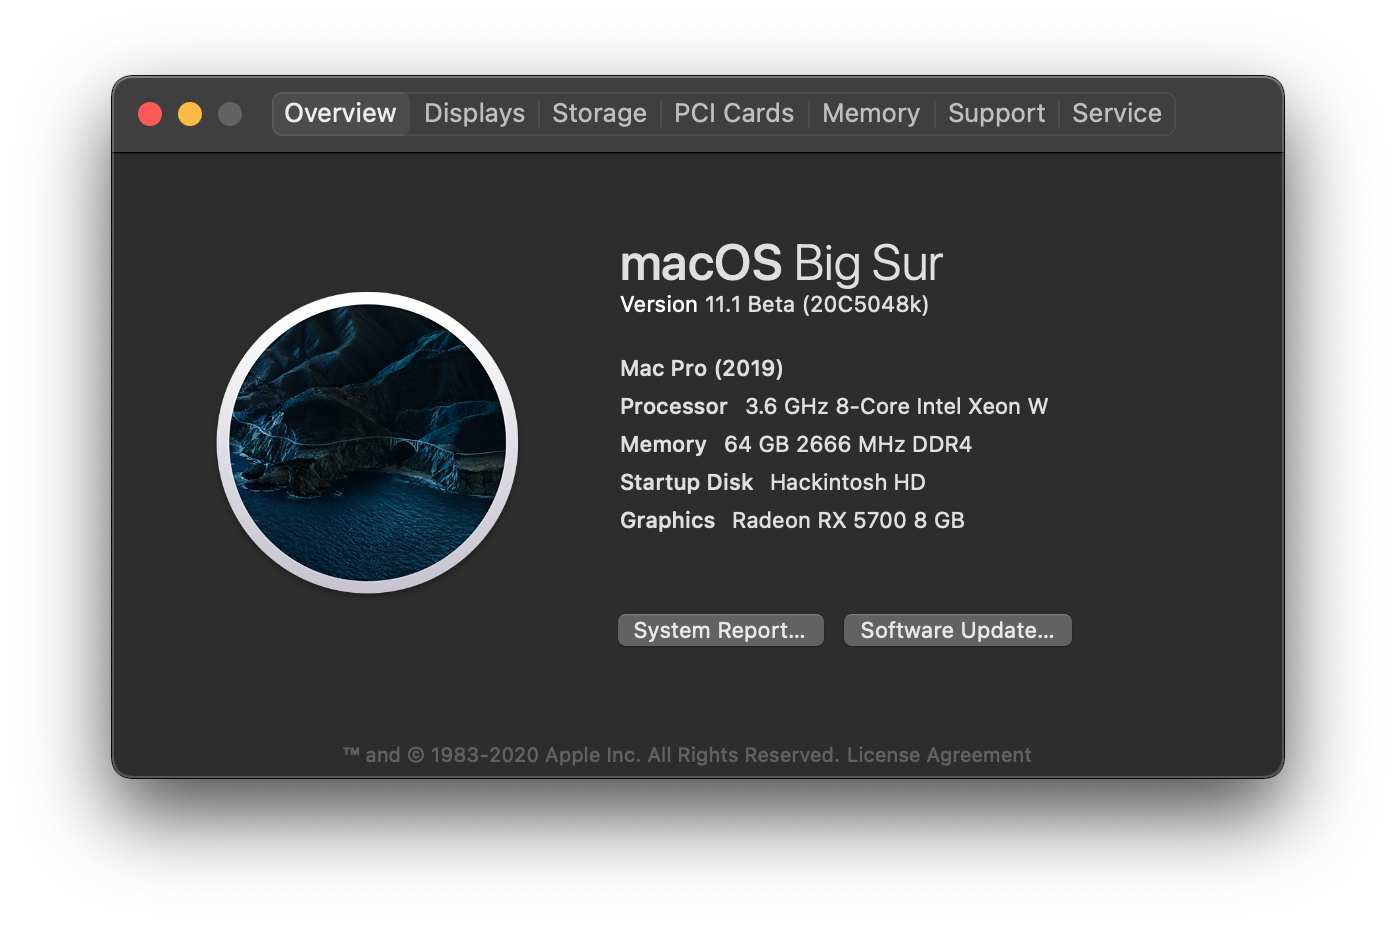 Overview Displays Storage PCI Cards Memory Support Service
macOS Big Sur
Version 11.1 Beta (20C5048k)
Mac Pro (2019)
Processor 3.6 GHz 8-Core Intel Xeon W
Memory 64 GB 2666 MHz DDR4
Startup Disk Hackintosh HD
Graphics Radeon RX 5700 8 GB
System Report... Software Update...
™ and © 1983-2020 Apple Inc. All Rights Reserved. License Agreement